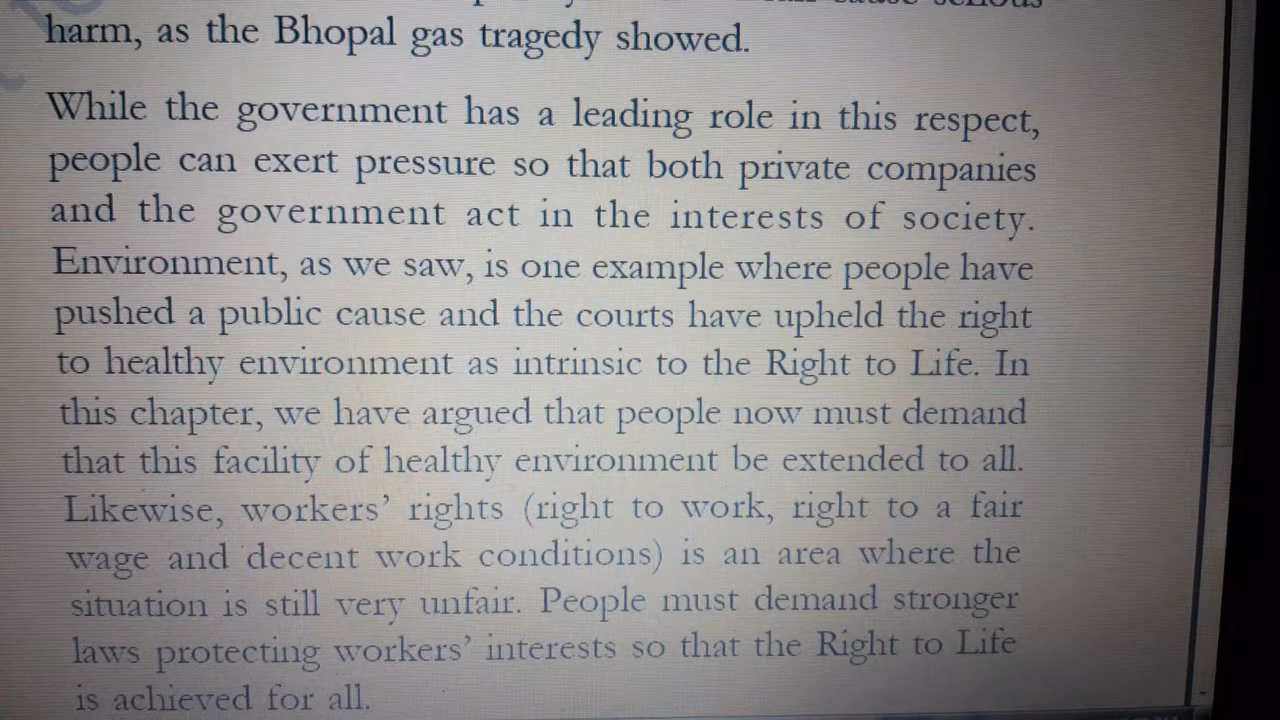 harm, as the Bhopal gas tragedy showed.
While the government has a leading role in this respect,
people can exert pressure so that both private companies
and the government act in the interests of society.
Environment, as we saw, is one example where people have
pushed a public cause and the courts have upheld the right
to healthy environment as intrinsic to the Right to Life. In
this chapter, we have argued that people now must demand
that this facility of healthy environment be extended to all.
Likewise, workers’ rights (right to work, right to a fair
wage and decent work conditions) is an area where the
situation is still very unfair. People must demand stronger
laws protecting workers’ interests so that the Right to Life
is achieved for all.